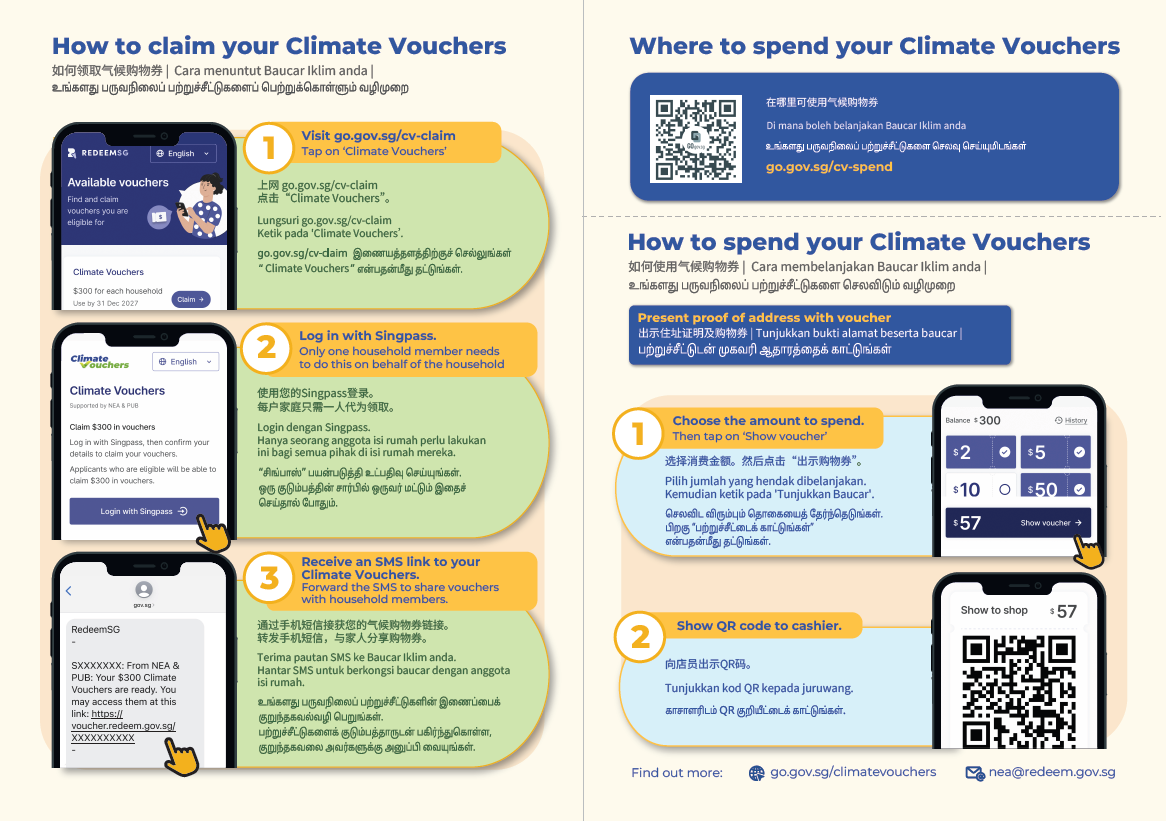 How to claim your Climate Vouchers
如何领取气候购物券 | Cara menuntut Baucar Iklim anda |
உங்களது பருவநிலைப் பற்றுச்சீட்டுகளைப் பெற்றுக்கொள்ளும் வழிமுறை
REDEEMSG
English
Available vouchers
Find and claim
vouchers you are
eligible for
Climate Vouchers
$300 for each household
Use by 31 Dec 2027
Claim →
1
Visit go.gov.sg/cv-claim
Tap on ‘Climate Vouchers’
上网 go.gov.sg/cv-claim
点击“Climate Vouchers”。
Lungsuri go.gov.sg/cv-claim
Ketik pada ‘Climate Vouchers’.
go.gov.sg/cv-claim இணையத்தளத்திற்குச் செல்லுங்கள்
“Climate Vouchers” என்பதன்மீது தட்டுங்கள்.
Climate
Vouchers
English
Climate Vouchers
Supported by NEA & PUB
Claim $300 in vouchers
Log in with Singpass, then confirm your
details to claim your vouchers.
Applicants who are eligible will be able to
claim $300 in vouchers.
Login with Singpass
2
Log in with Singpass.
Only one household member needs
to do this on behalf of the household
使用您的Singpass登录。
每户家庭只需一人代为领取。
Login dengan Singpass.
Hanya seorang anggota isi rumah perlu lakukan
ini bagi semua pihak di isi rumah mereka.
“சிங்பாஸ்” பயன்படுத்தி உட்பதிவு செய்யுங்கள்.
ஒரு குடும்பத்தின் சார்பில் ஒருவர் மட்டும் இதைச்
செய்தால் போதும்.
gov.sg ›
RedeemSG
-
SXXXXXXX: From NEA &
PUB: Your $300 Climate
Vouchers are ready. You
may access them at this
link: https://
voucher.redeem.gov.sg/
XXXXXXXXXX
-
3
Receive an SMS link to your
Climate Vouchers.
Forward the SMS to share vouchers
with household members.
通过手机短信接获您的气候购物券链接。
转发手机短信，与家人分享购物券。
Terima pautan SMS ke Baucar Iklim anda.
Hantar SMS untuk berkongsi baucar dengan anggota
isi rumah.
உங்களது பருவநிலைப் பற்றுச்சீட்டுகளின் இணைப்பைக்
குறுந்தகவல்வழி பெறுங்கள்.
பற்றுச்சீட்டுகளைக் குடும்பத்தாருடன் பகிர்ந்துகொள்ள,
குறுந்தகவலை அவர்களுக்கு அனுப்பி வையுங்கள்.
Where to spend your Climate Vouchers
GOgov.sg
在哪里可使用气候购物券
Di mana boleh belanjakan Baucar Iklim anda
உங்களது பருவநிலைப் பற்றுச்சீட்டுகளை செலவு செய்யுமிடங்கள்
go.gov.sg/cv-spend
How to spend your Climate Vouchers
如何使用气候购物券 | Cara membelanjakan Baucar Iklim anda |
உங்களது பருவநிலைப் பற்றுச்சீட்டுகளை செலவிடும் வழிமுறை
Present proof of address with voucher
出示住址证明及购物券 | Tunjukkan bukti alamat beserta baucar |
பற்றுச்சீட்டுடன் முகவரி ஆதாரத்தைக் காட்டுங்கள்
1
Choose the amount to spend.
Then tap on ‘Show voucher’
选择消费金额。然后点击“出示购物券”。
Pilih jumlah yang hendak dibelanjakan.
Kemudian ketik pada 'Tunjukkan Baucar'.
செலவிட விரும்பும் தொகையைத் தேர்ந்தெடுங்கள்.
பிறகு “பற்றுச்சீட்டைக் காட்டுங்கள்”
என்பதன்மீது தட்டுங்கள்.
Balance $300
History
$2
$5
$10
$50
$57
Show voucher →
2
Show QR code to cashier.
向店员出示QR码。
Tunjukkan kod QR kepada juruwang.
காசாளரிடம் QR குறியீட்டைக் காட்டுங்கள்.
Show to shop
$57
Find out more:
go.gov.sg/climatevouchers
nea@redeem.gov.sg